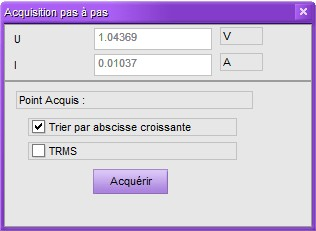 Acquisition pas à pas
U 1.04369 V
I 0.01037 A
Point Acquis :
Trier par abscisse croissante
TRMS
Acquérir